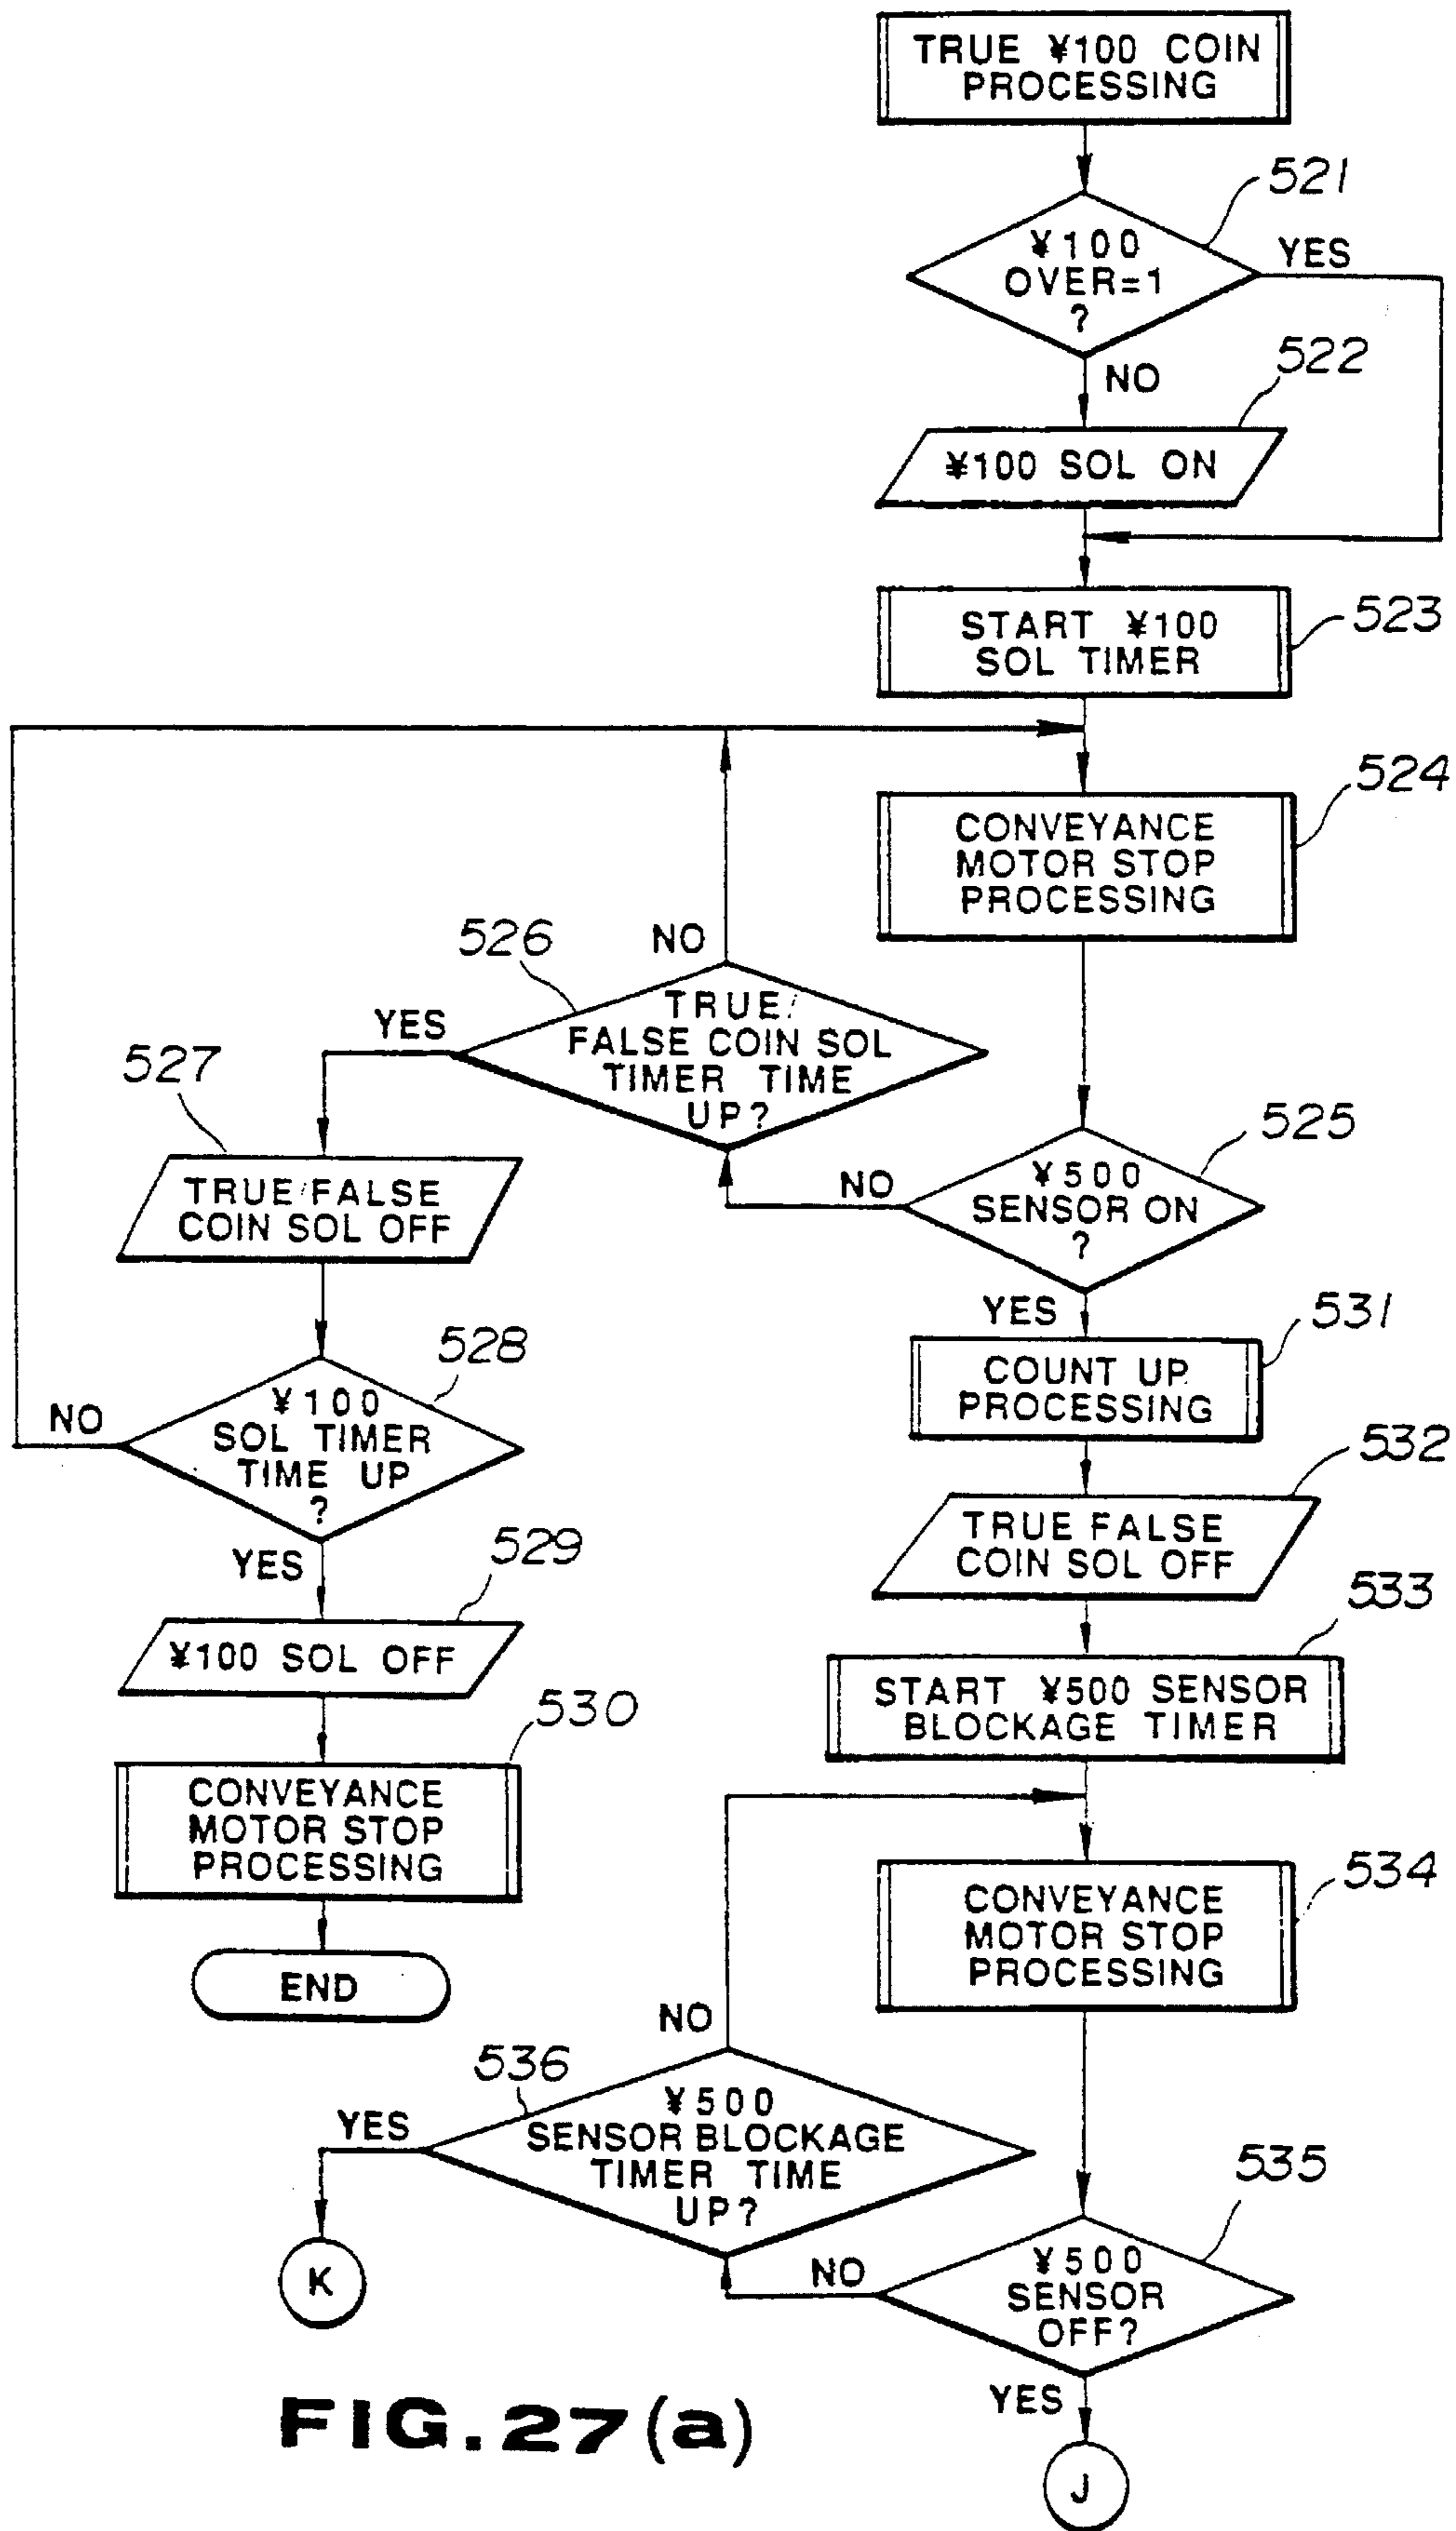 TRUE ¥100 COIN
PROCESSING
521
¥100
OVER=1
?
YES
NO
522
¥100 SOL ON
START ¥100
SOL TIMER
523
524
CONVEYANCE
MOTOR STOP
PROCESSING
526
NO
YES
TRUE/
FALSE COIN SOL
TIMER TIME
UP?
527
TRUE/FALSE
COIN SOL OFF
525
¥500
SENSOR ON
?
NO
YES
528
¥100
SOL TIMER
TIME UP
?
NO
YES
531
COUNT UP
PROCESSING
532
TRUE FALSE
COIN SOL OFF
529
¥100 SOL OFF
533
START ¥500 SENSOR
BLOCKAGE TIMER
530
CONVEYANCE
MOTOR STOP
PROCESSING
END
534
CONVEYANCE
MOTOR STOP
PROCESSING
NO
536
YES
¥500
SENSOR BLOCKAGE
TIMER TIME
UP?
K
535
¥500
SENSOR
OFF?
NO
YES
J
FIG.27(a)